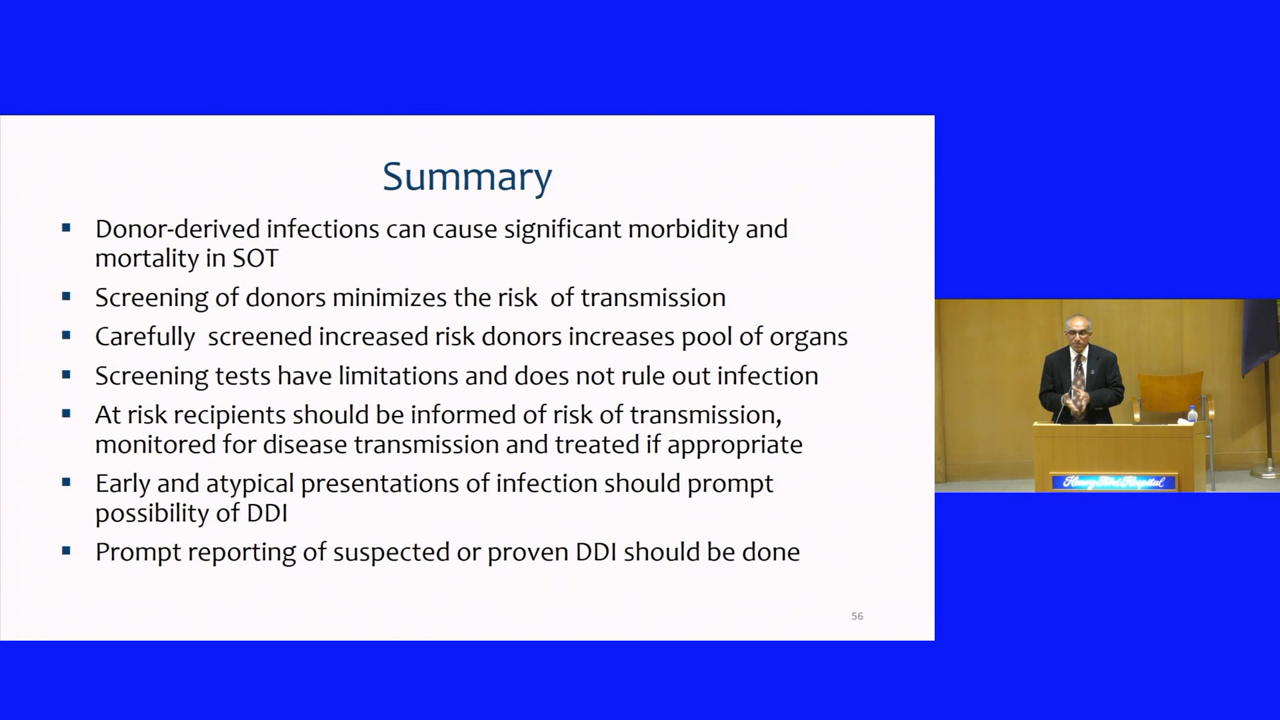 Summary
Donor-derived infections can cause significant morbidity and
mortality in SOT
Screening of donors minimizes the risk of transmission
Carefully screened increased risk donors increases pool of organs
Screening tests have limitations and does not rule out infection
At risk recipients should be informed of risk of transmission,
monitored for disease transmission and treated if appropriate
Early and atypical presentations of infection should prompt
possibility of DDI
Prompt reporting of suspected or proven DDI should be done
56
Henry Ford Hospital